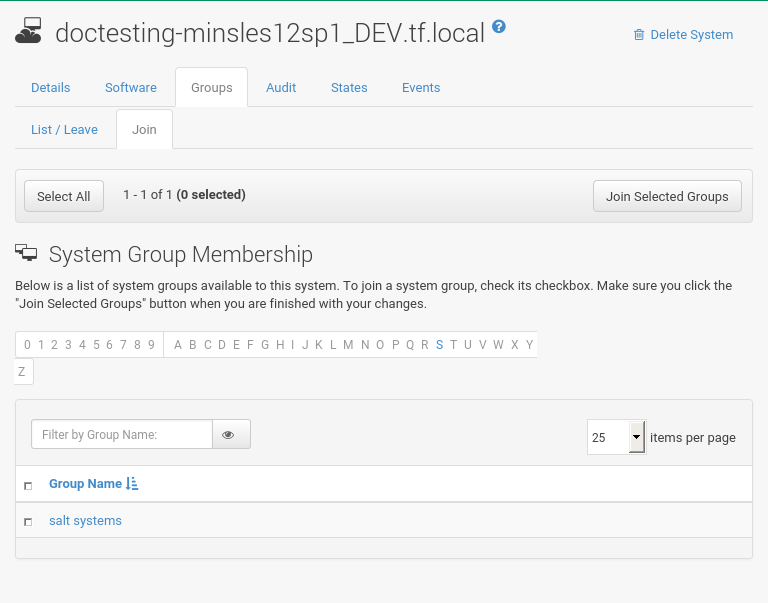 doctesting-minsles12sp1_DEV.tf.local ?
Delete System
Details Software Groups Audit States Events
List / Leave Join
Select All 1 - 1 of 1 (0 selected) Join Selected Groups
System Group Membership
Below is a list of system groups available to this system. To join a system group, check its checkbox. Make sure you click the
"Join Selected Groups" button when you are finished with your changes.
0 1 2 3 4 5 6 7 8 9 A B C D E F G H I J K L M N O P Q R S T U V W X Y
Z
Filter by Group Name: 25 items per page
Group Name
salt systems